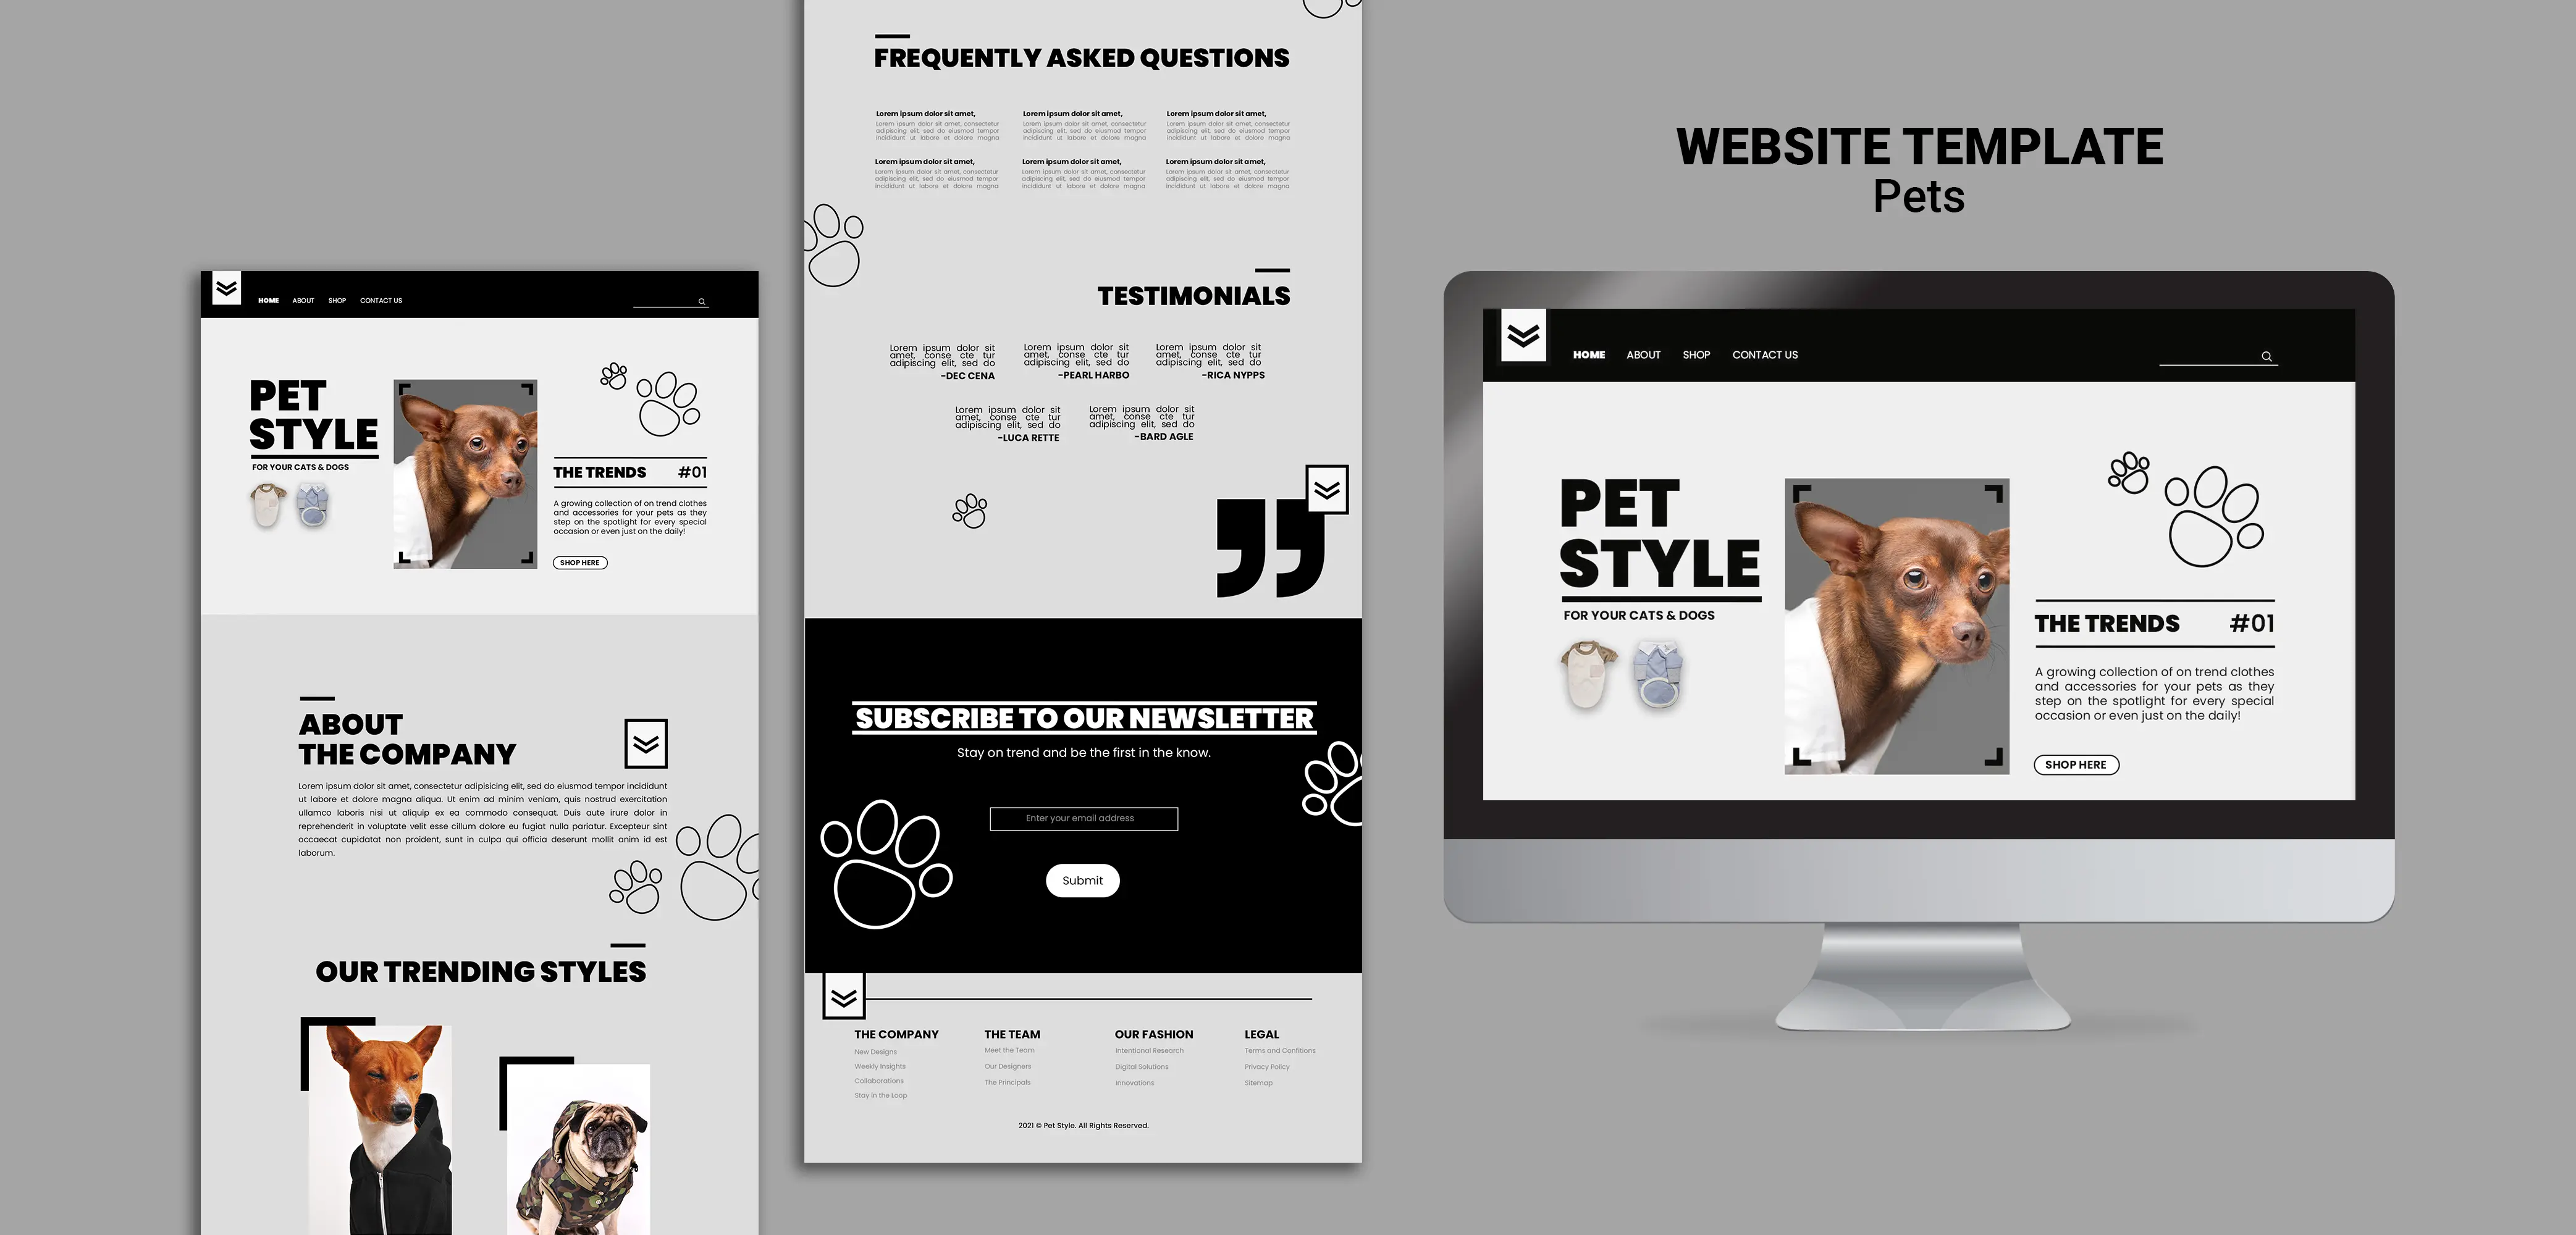 HOME ABOUT SHOP CONTACT US
PET
STYLE
FOR YOUR CATS & DOGS
THE TRENDS #01
A growing collection of on trend clothes
and accessories for your pets as they
step on the spotlight for every special
occasion or even just on the daily!
SHOP HERE
ABOUT
THE COMPANY
Lorem ipsum dolor sit amet, consectetur adipisicing elit, sed do eiusmod tempor incididunt
ut labore et dolore magna aliqua. Ut enim ad minim veniam, quis nostrud exercitation
ullamco laboris nisi ut aliquip ex ea commodo consequat. Duis aute irure dolor in
reprehenderit in voluptate velit esse cillum dolore eu fugiat nulla pariatur. Excepteur sint
occaecat cupidatat non proident, sunt in culpa qui officia deserunt mollit anim id est
laborum.
OUR TRENDING STYLES
FREQUENTLY ASKED QUESTIONS
Lorem ipsum dolor sit amet,
Lorem ipsum dolor sit amet, consectetur
adipiscing elit, sed do eiusmod tempor
incididunt ut labore et dolore magna
Lorem ipsum dolor sit amet,
Lorem ipsum dolor sit amet, consectetur
adipiscing elit, sed do eiusmod tempor
incididunt ut labore et dolore magna
Lorem ipsum dolor sit amet,
Lorem ipsum dolor sit amet, consectetur
adipiscing elit, sed do eiusmod tempor
incididunt ut labore et dolore magna
Lorem ipsum dolor sit amet,
Lorem ipsum dolor sit amet, consectetur
adipiscing elit, sed do eiusmod tempor
incididunt ut labore et dolore magna
Lorem ipsum dolor sit amet,
Lorem ipsum dolor sit amet, consectetur
adipiscing elit, sed do eiusmod tempor
incididunt ut labore et dolore magna
Lorem ipsum dolor sit amet,
Lorem ipsum dolor sit amet, consectetur
adipiscing elit, sed do eiusmod tempor
incididunt ut labore et dolore magna
TESTIMONIALS
Lorem ipsum dolor sit
amet, conse cte tur
adipiscing elit, sed do
-DEC CENA
Lorem ipsum dolor sit
amet, conse cte tur
adipiscing elit, sed do
-PEARL HARBO
Lorem ipsum dolor sit
amet, conse cte tur
adipiscing elit, sed do
-RICA NYPPS
Lorem ipsum dolor sit
amet, conse cte tur
adipiscing elit, sed do
-LUCA RETTE
Lorem ipsum dolor sit
amet, conse cte tur
adipiscing elit, sed do
-BARD AGLE
”
SUBSCRIBE TO OUR NEWSLETTER
Stay on trend and be the first in the know.
Enter your email address
Submit
THE COMPANY
New Designs
Weekly Insights
Collaborations
Stay in the Loop
THE TEAM
Meet the Team
Our Designers
The Principals
OUR FASHION
Intentional Research
Digital Solutions
Innovations
LEGAL
Terms and Confitions
Privacy Policy
Sitemap
2021 © Pet Style. All Rights Reserved.
WEBSITE TEMPLATE
Pets
HOME ABOUT SHOP CONTACT US
PET
STYLE
FOR YOUR CATS & DOGS
THE TRENDS #01
A growing collection of on trend clothes
and accessories for your pets as they
step on the spotlight for every special
occasion or even just on the daily!
SHOP HERE